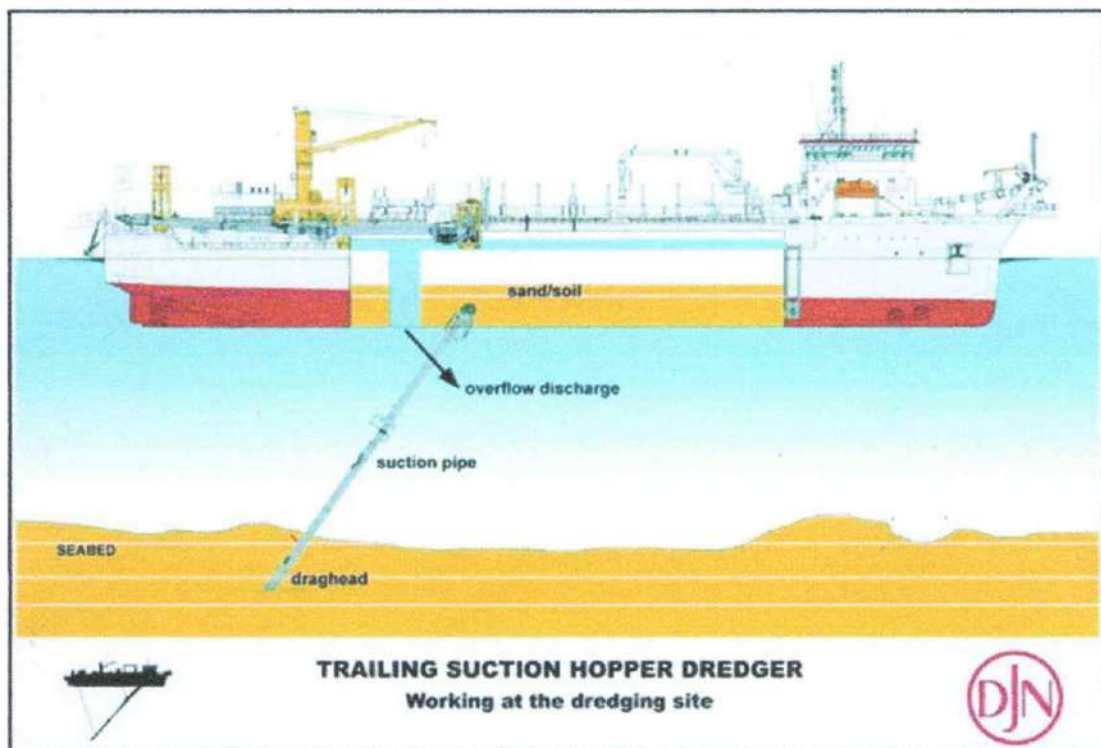 sand/soil
overflow discharge
suction pipe
SEABED
draghead
TRAILING SUCTION HOPPER DREDGER
Working at the dredging site
DJN